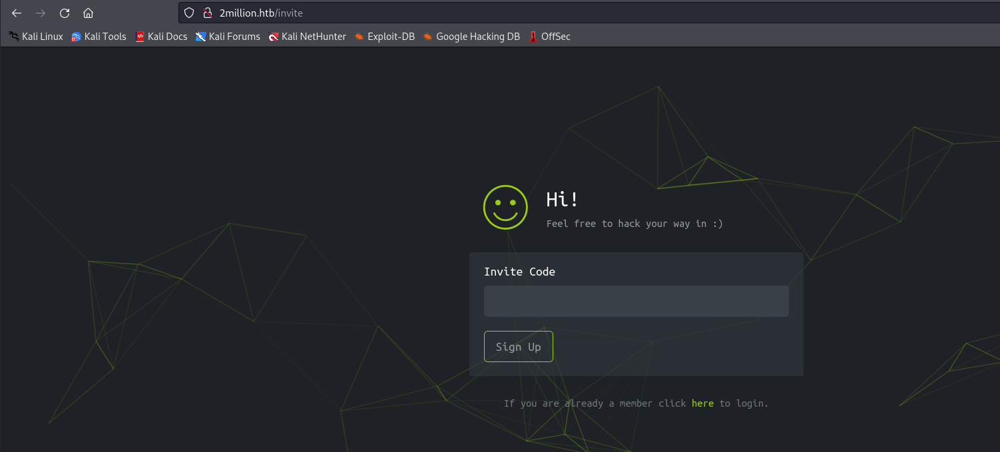 2million.htb/invite
Kali Linux Kali Tools Kali Docs Kali Forums Kali NetHunter Exploit-DB Google Hacking DB OffSec
Hi!
Feel free to hack your way in :)
Invite Code
Sign Up
If you are already a member click here to login.